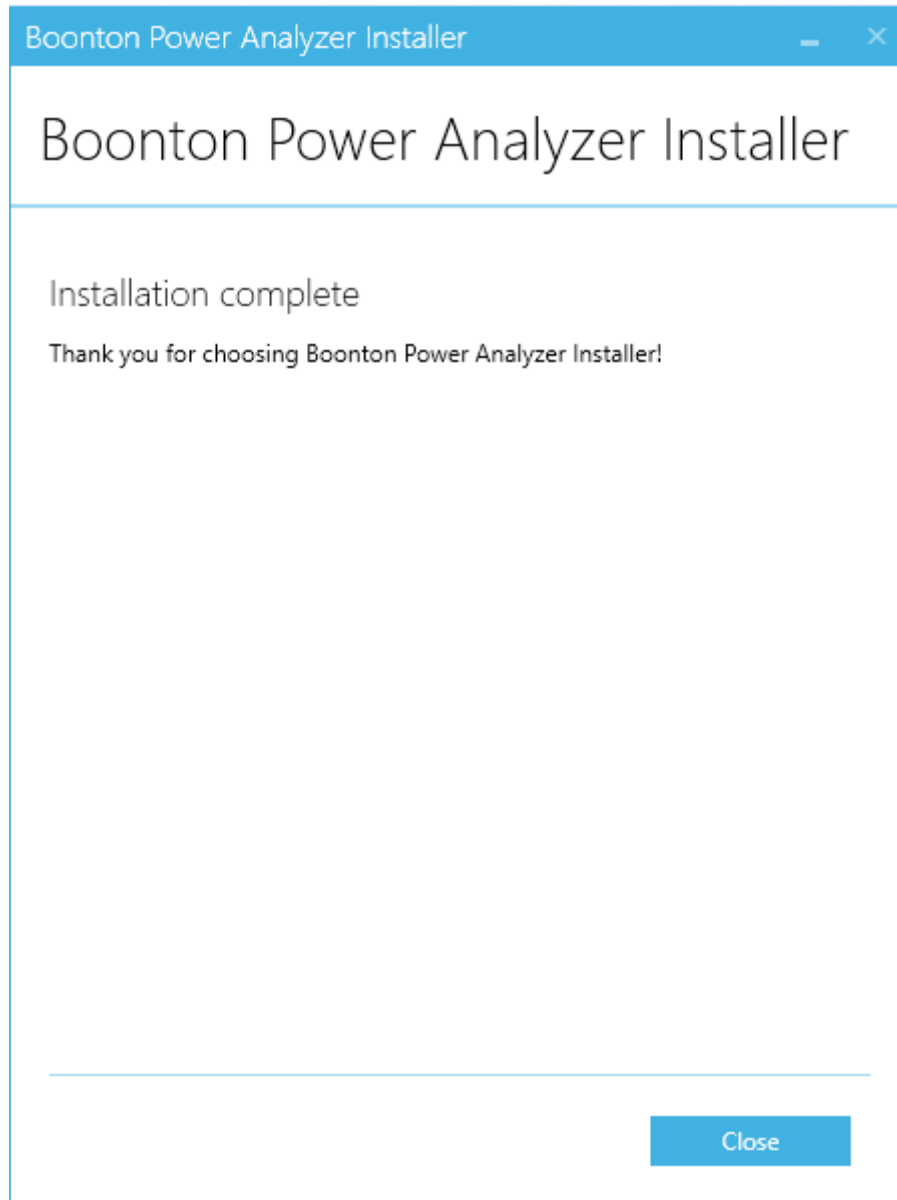 Boonton Power Analyzer Installer
Boonton Power Analyzer Installer
Installation complete
Thank you for choosing Boonton Power Analyzer Installer!
Close